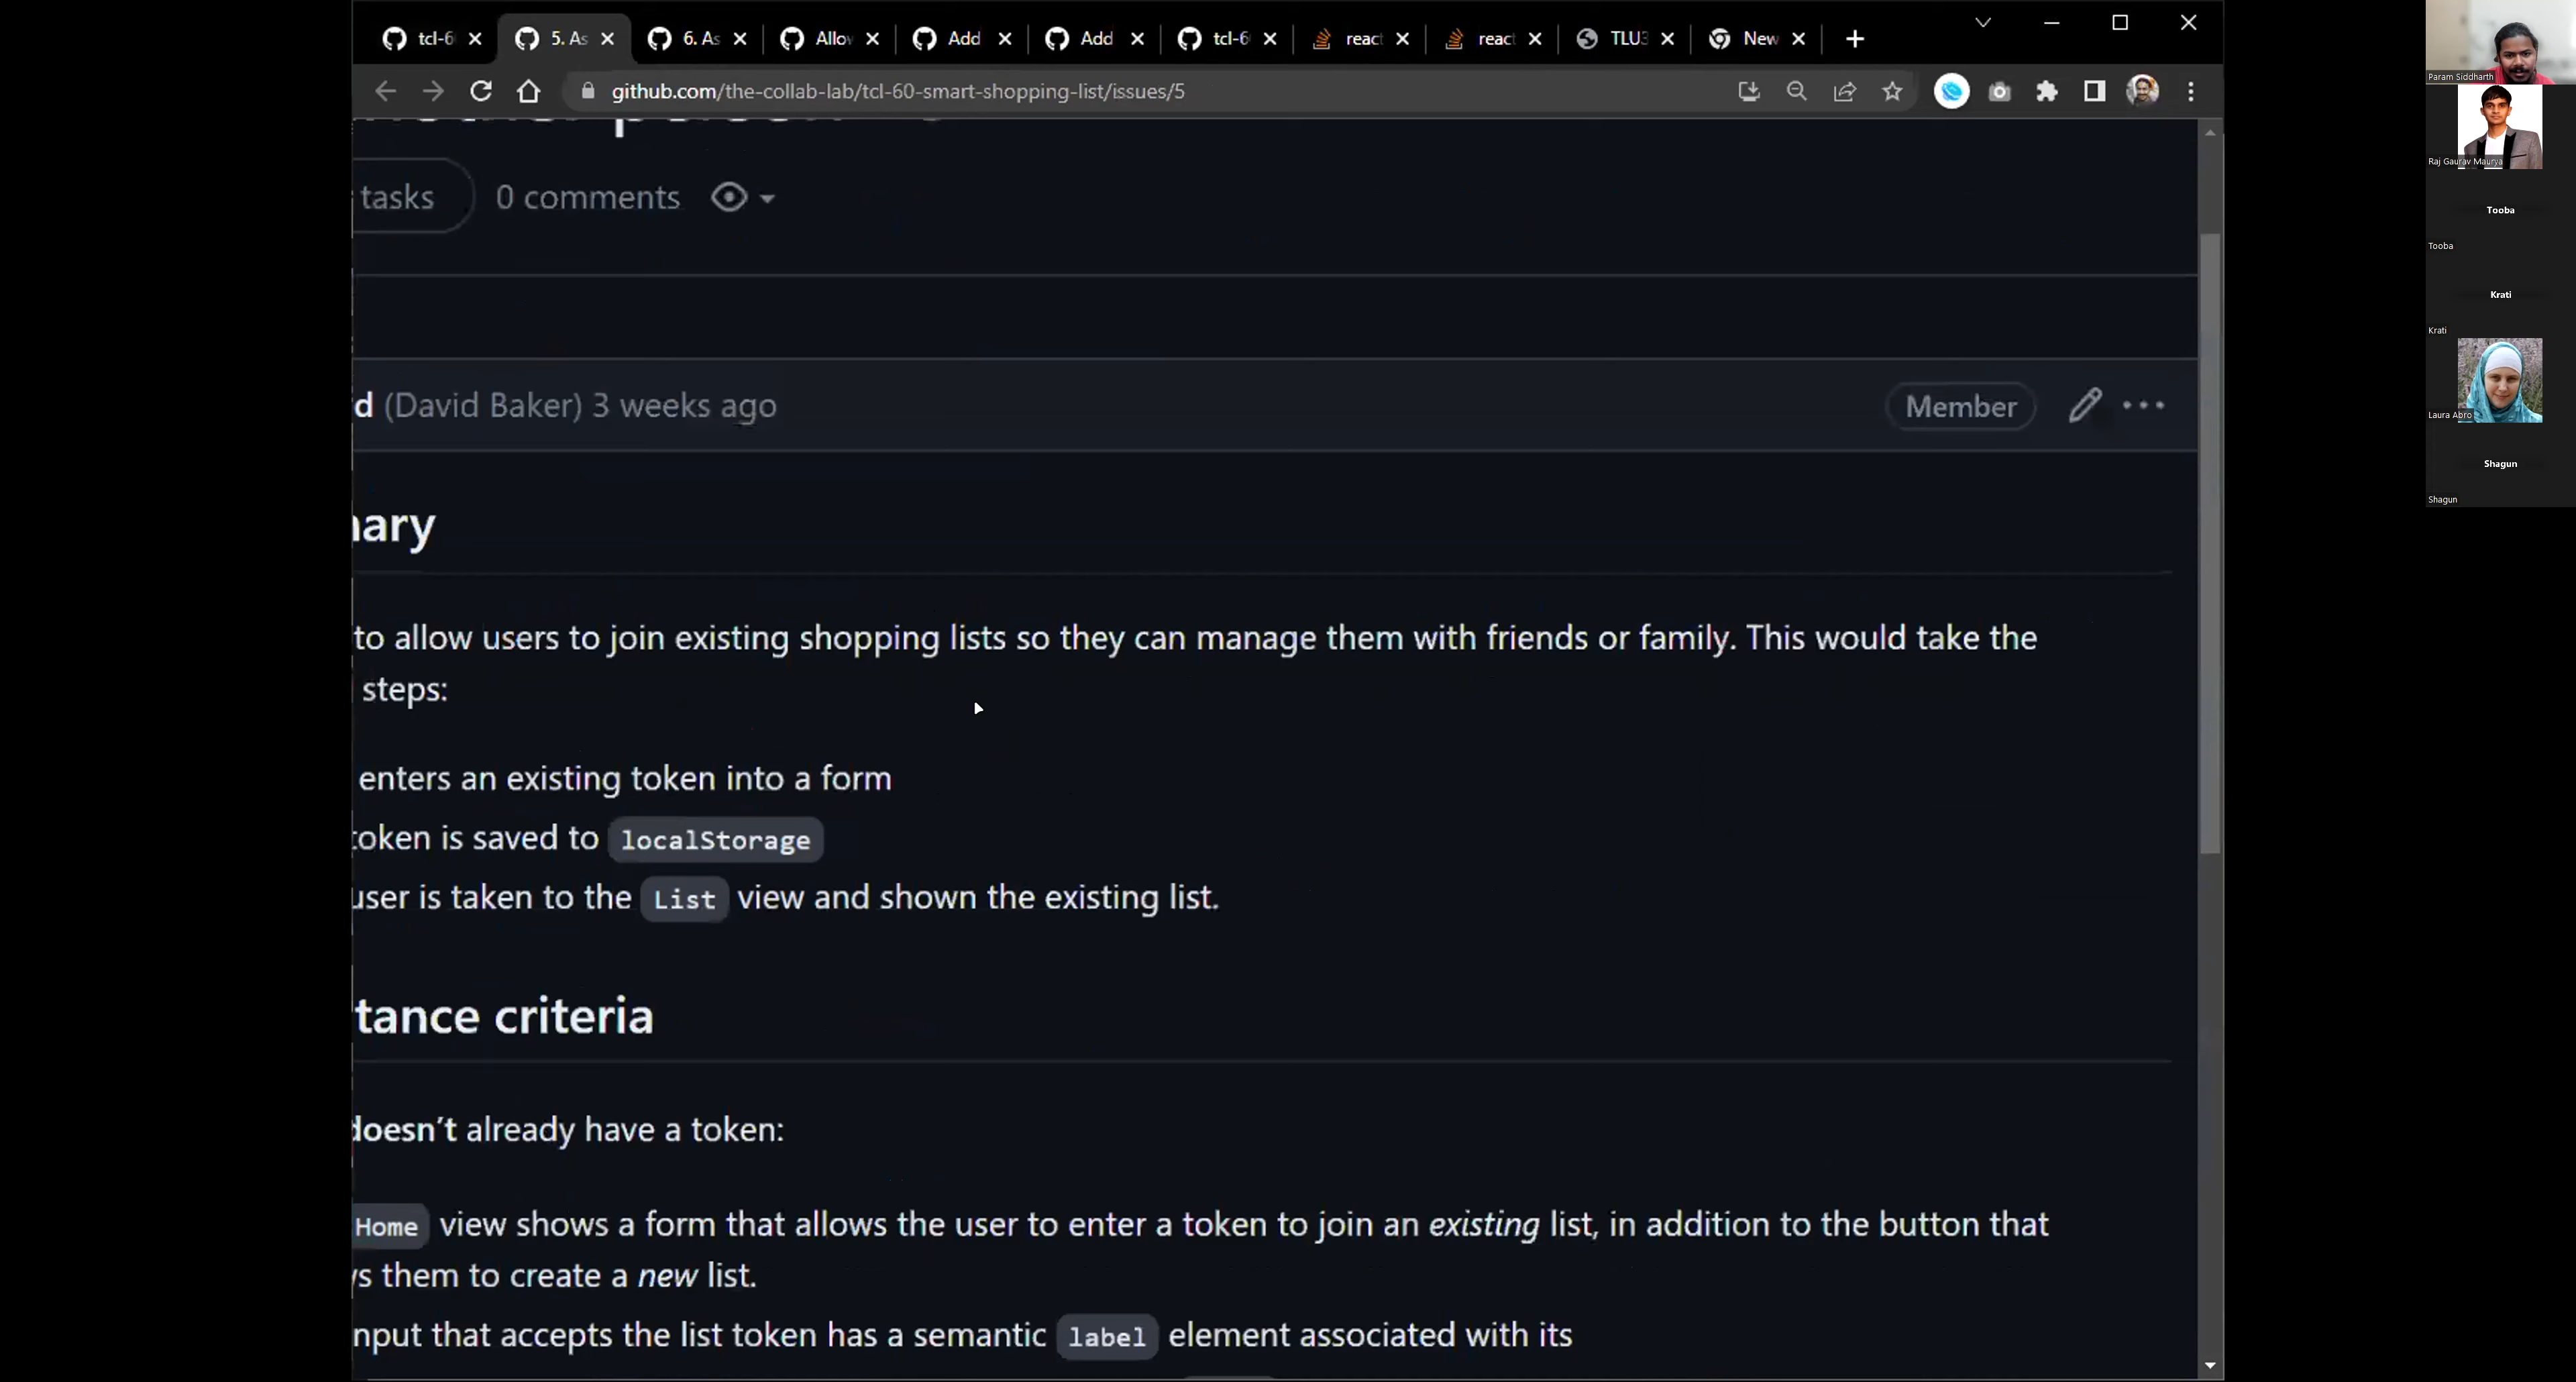 tcl-6
5. As
6. As
Allov
Add
Add
tcl-6
react
react
TLU3
New
github.com/the-collab-lab/tcl-60-smart-shopping-list/issues/5
tasks
0 comments
d (David Baker) 3 weeks ago
Member
mary
to allow users to join existing shopping lists so they can manage them with friends or family. This would take the
steps:
enters an existing token into a form
token is saved to localStorage
user is taken to the List view and shown the existing list.
tance criteria
doesn't already have a token:
Home view shows a form that allows the user to enter a token to join an existing list, in addition to the button that
ws them to create a new list.
nput that accepts the list token has a semantic label element associated with its
Param Siddharth
Raj Gaurav Maurya
Tooba
Tooba
Krati
Krati
Laura Abro
Shagun
Shagun